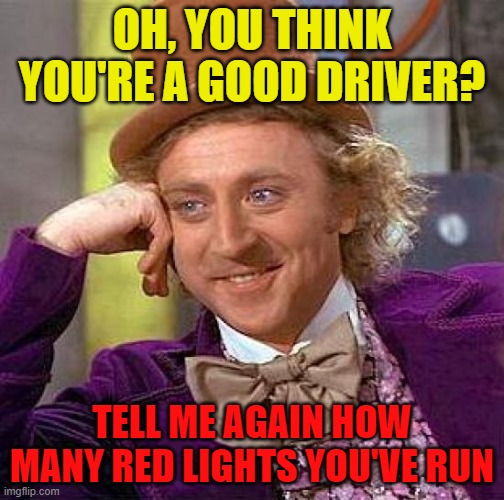 OH, YOU THINK
YOU'RE A GOOD DRIVER?
TELL ME AGAIN HOW
MANY RED LIGHTS YOU'VE RUN
imgflip.com